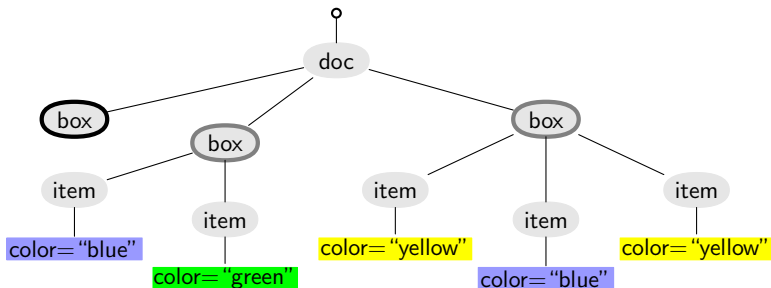 doc
box
box
box
item
item
item
item
item
color=“blue”
color=“green”
color=“yellow”
color=“blue”
color=“yellow”